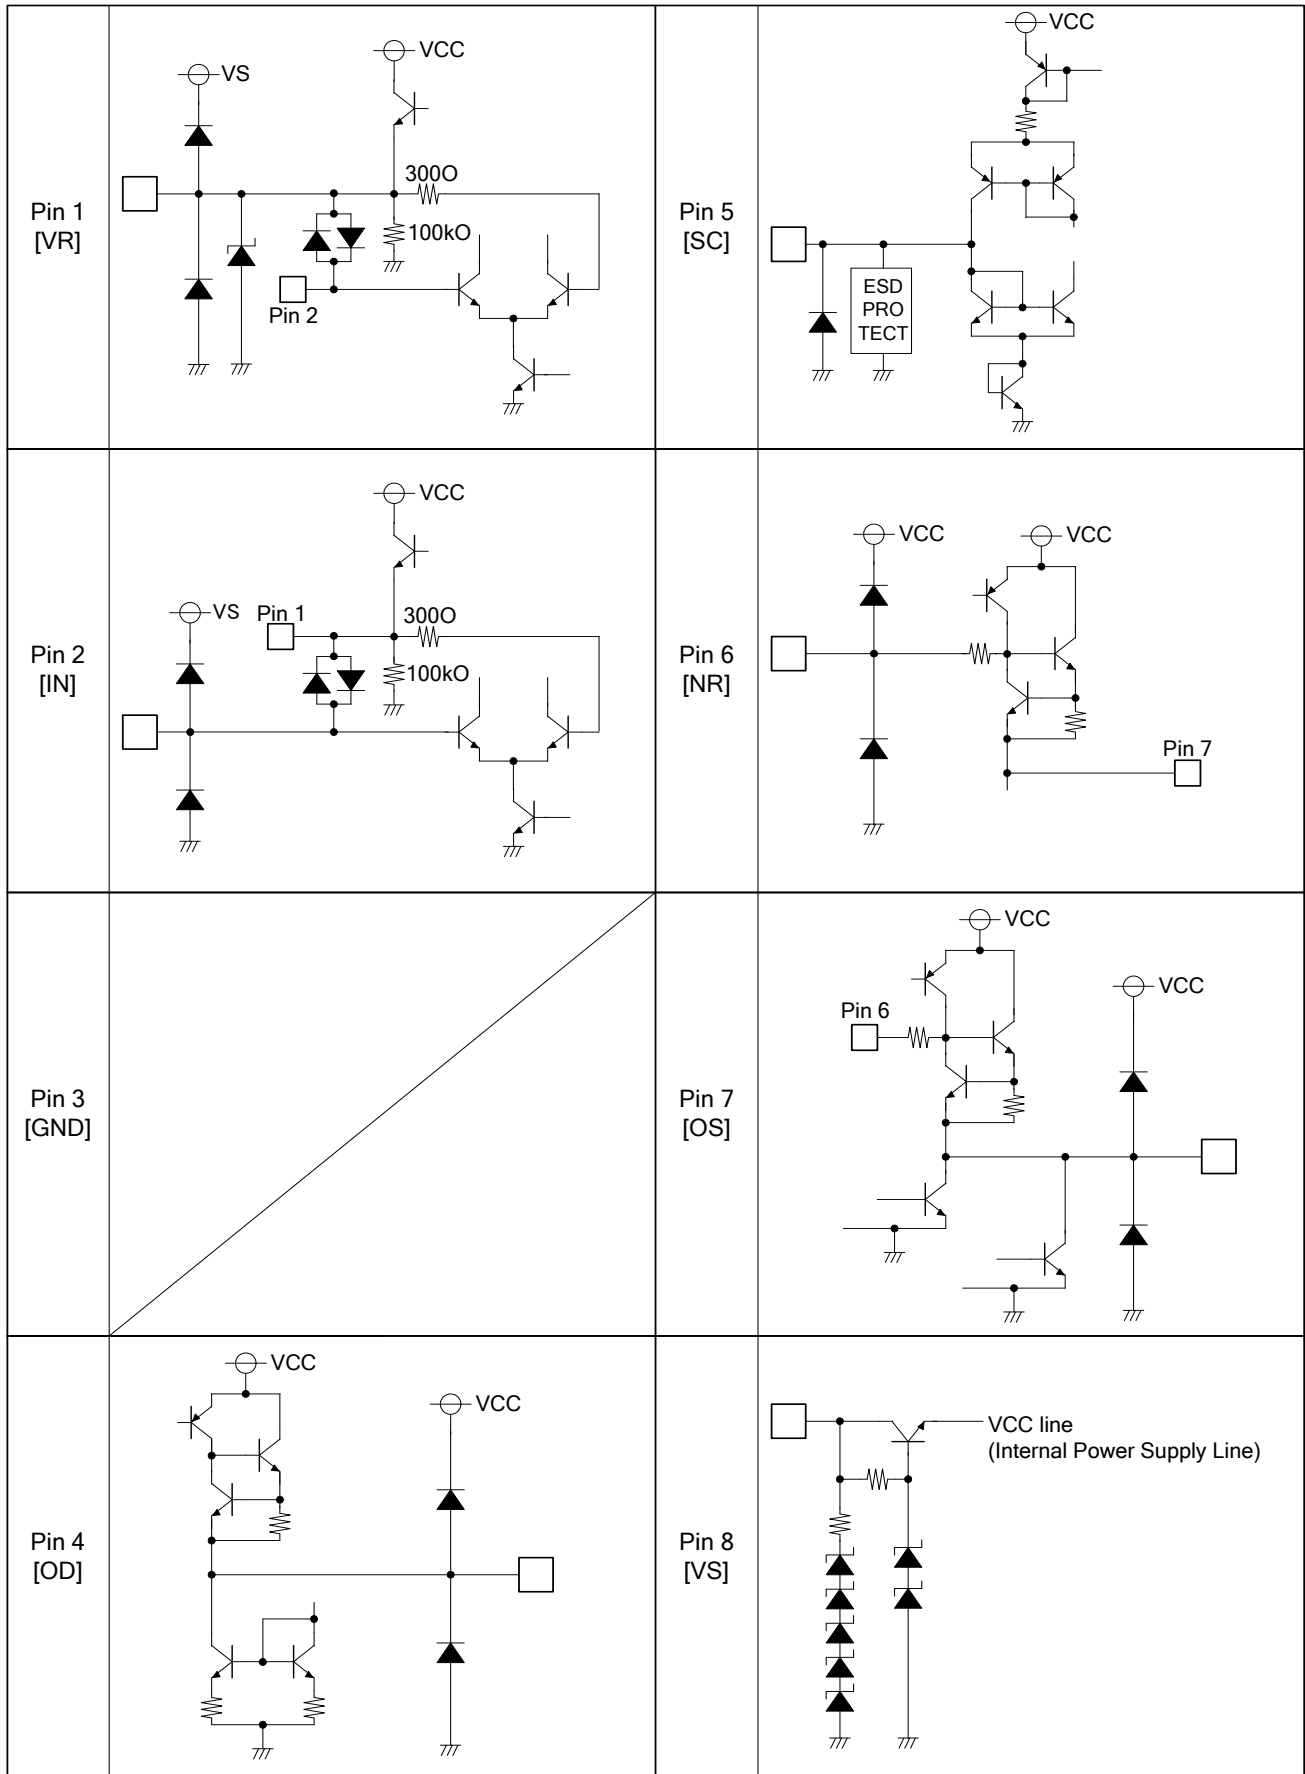 Pin 1
[VR]
VS
VCC
300O
100kO
Pin 2
Pin 5
[SC]
VCC
ESD
PRO
TECT
Pin 2
[IN]
VCC
VS
Pin 1
300O
100kO
Pin 6
[NR]
VCC
VCC
Pin 7
Pin 3
[GND]
Pin 7
[OS]
VCC
VCC
Pin 6
Pin 4
[OD]
VCC
VCC
Pin 8
[VS]
VCC line
(Internal Power Supply Line)